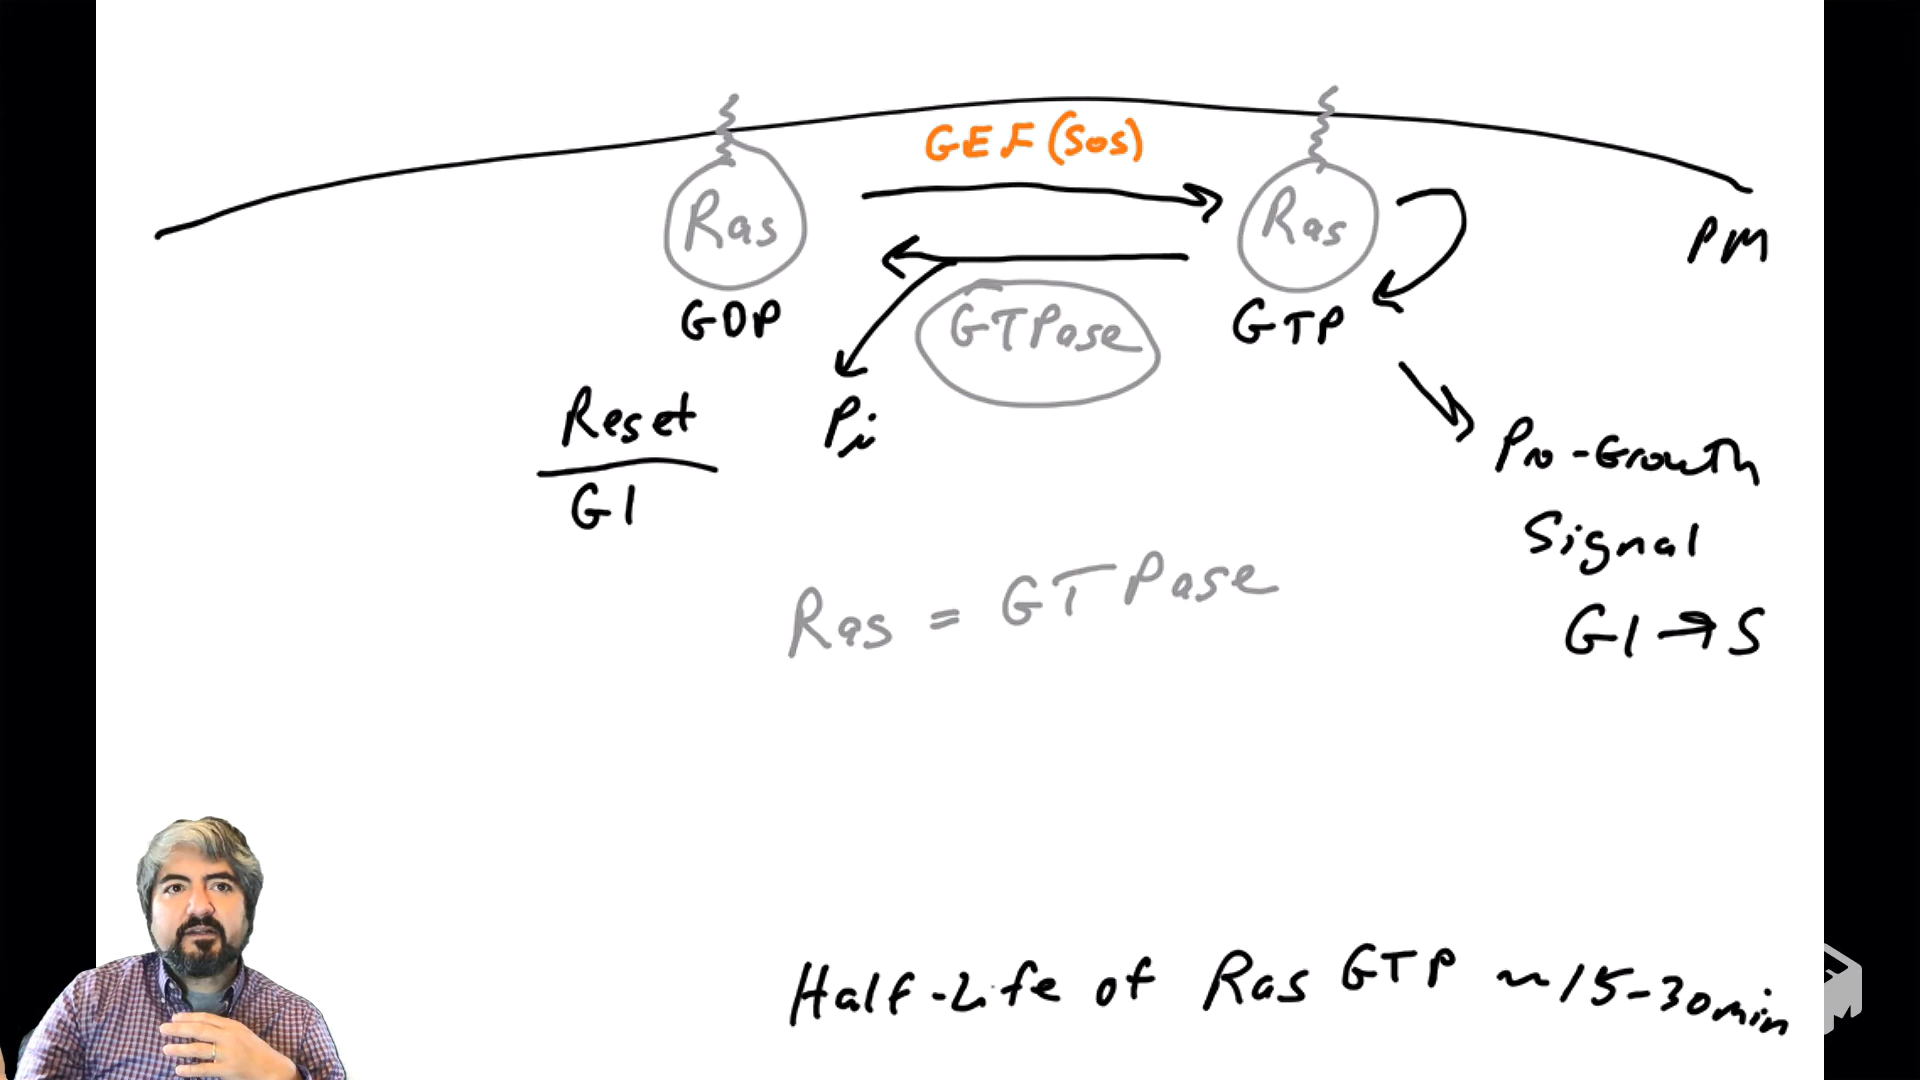 GEF (SOS)
Ras
Ras
PM
GDP
GTPase
GTP
Reset
G1
Pi
Pro-Growth
Signal
G1 → S
Ras = GTPase
Half-Life of Ras GTP ~15-30min